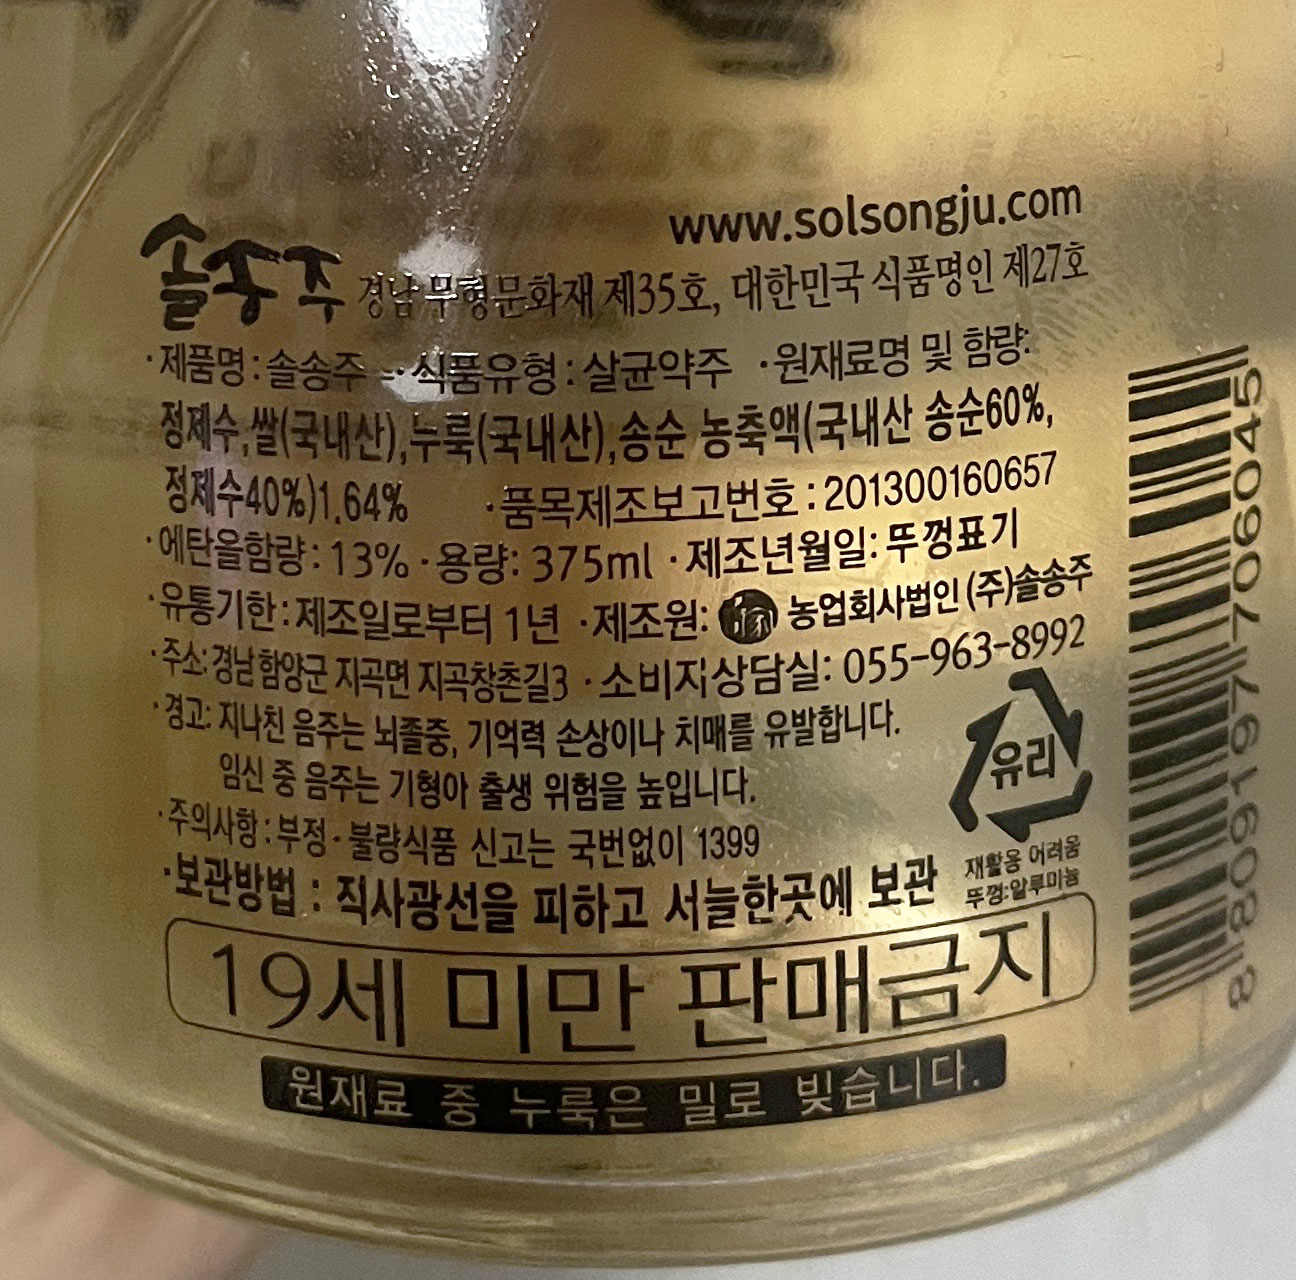 www.solsongju.com
솔송주 경남 무형문화재 제35호, 대한민국 식품명인 제27호
·제품명:솔송주 ·식품유형:살균약주 ·원재료명 및 함량:
정제수,쌀(국내산),누룩(국내산),송순 농축액(국내산 송순60%,
정제수40%)1.64% ·품목제조보고번호:201300160657
·에탄올함량:13% ·용량: 375ml ·제조년월일:뚜껑표기
·유통기한:제조일로부터 1년 ·제조원: 농업회사법인 (주)솔송주
·주소:경남함양군 지곡면 지곡창촌길3 ·소비자상담실: 055-963-8992
·경고: 지나친 음주는 뇌졸중, 기억력 손상이나 치매를 유발합니다.
임신 중 음주는 기형아 출생 위험을 높입니다.
·주의사항:부정·불량식품 신고는 국번없이 1399
·보관방법 : 직사광선을 피하고 서늘한곳에 보관
유리
재활용 어려움
뚜껑:알루미늄
19세 미만 판매금지
원재료 중 누룩은 밀로 빚습니다.
8 809197 706045